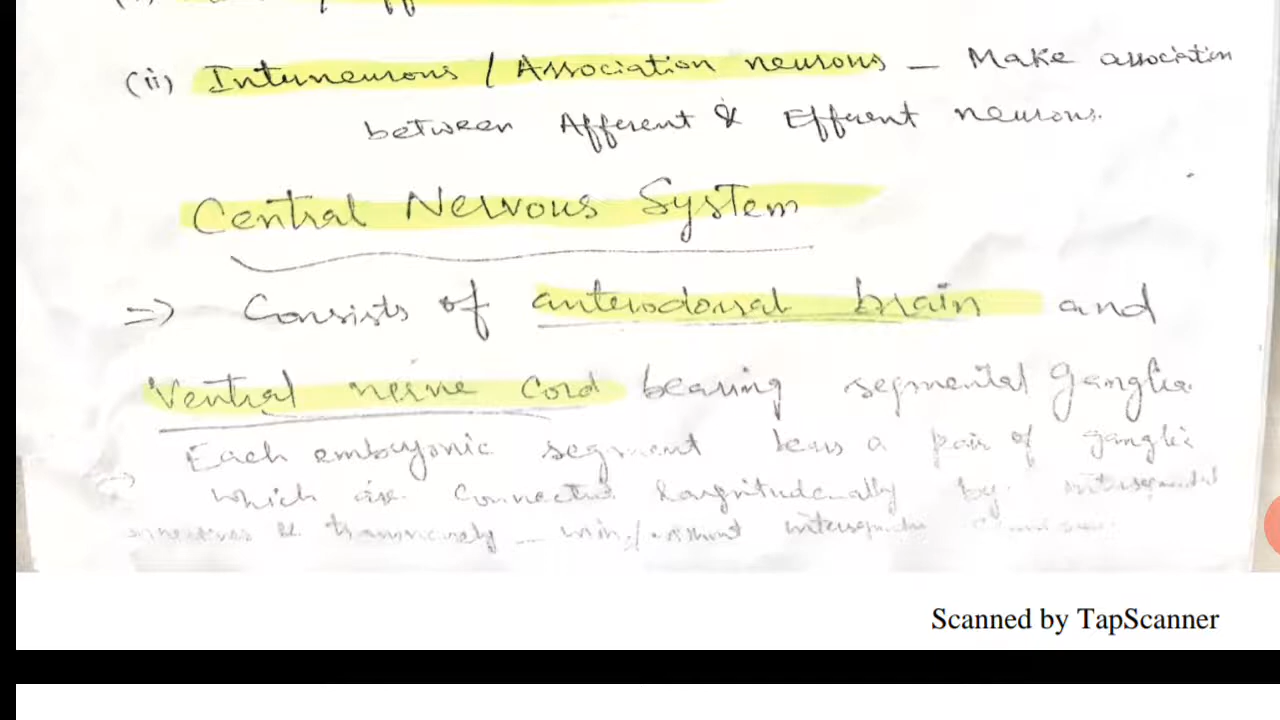 (ii) Interneurons / Association neurons — Make association
between Afferent & Efferent neurons.
Central Nervous System
⇒ Consists of anterodorsal brain and
Ventral nerve cord bearing segmental ganglia
Each embryonic segment bears a pair of ganglia
which are connected longitudinally by
&
Scanned by TapScanner